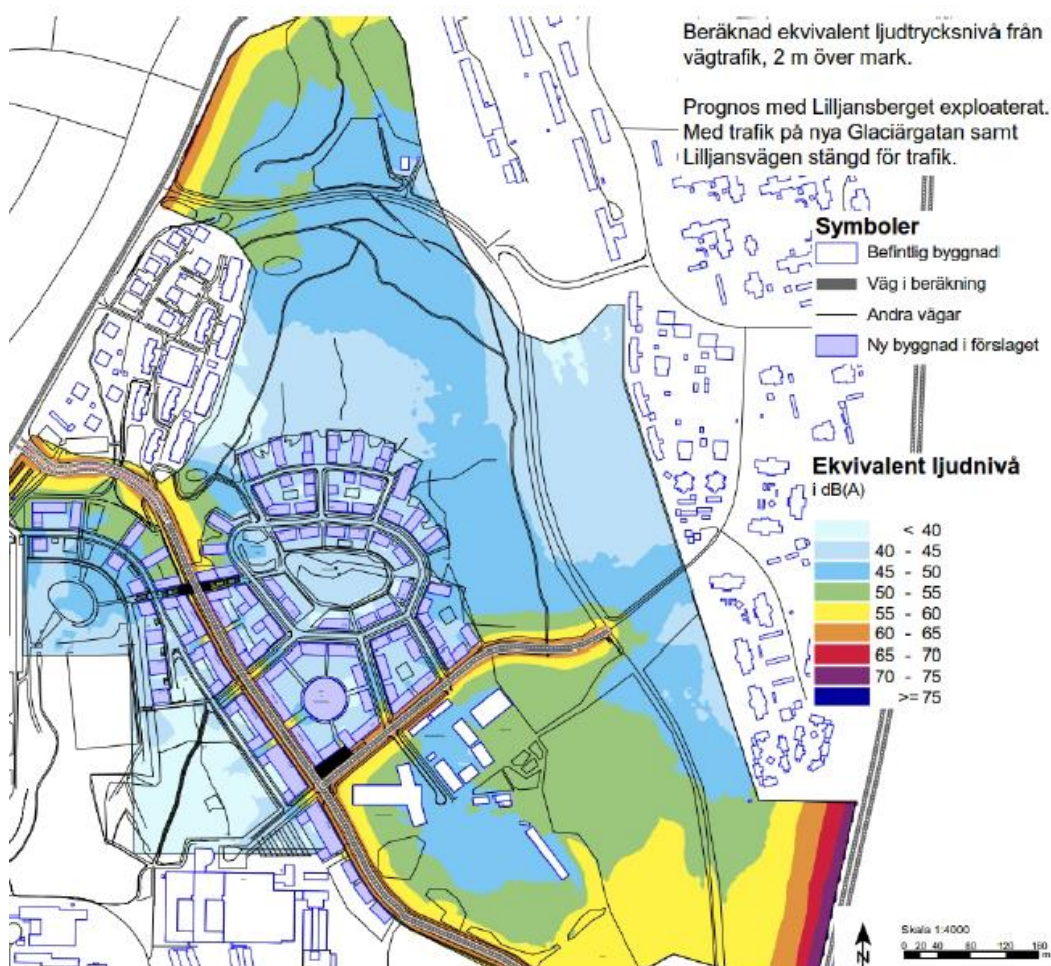 Beräknad ekvivalent ljudtrycksnivå från
vägtrafik, 2 m över mark.
Prognos med Lilljansberget exploaterat.
Med trafik på nya Glaciärgatan samt
Lilljansvägen stängd för trafik.
Symboler
Befintlig byggnad
Väg i beräkning
Andra vägar
Ny byggnad i förslaget
Ekvivalent ljudnivå
i dB(A)
< 40
40 - 45
45 - 50
50 - 55
55 - 60
60 - 65
65 - 70
70 - 75
>= 75
Skala 1:4000
0 20 40 80 120 160
m
N